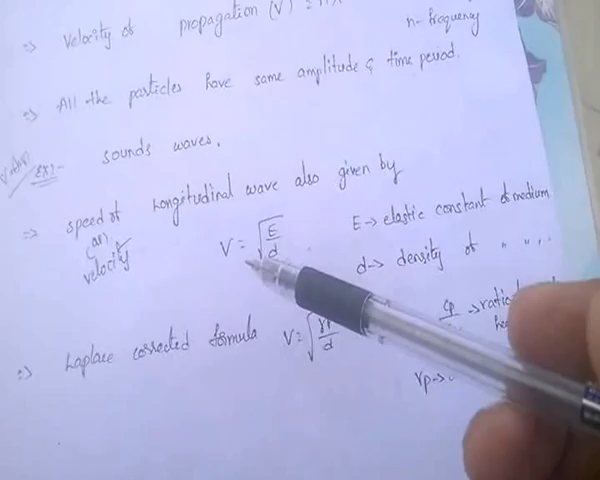 => Velocity of propagation (V) =
n- frequency
=> All the particles have same amplitude & time period.
Ex:- sounds waves.
=> speed of Longitudinal wave also given by
(or)
velocity
V = √E/d
E → elastic constant of medium
d → density of " " "
=> Laplace corrected formula V = √γP/d